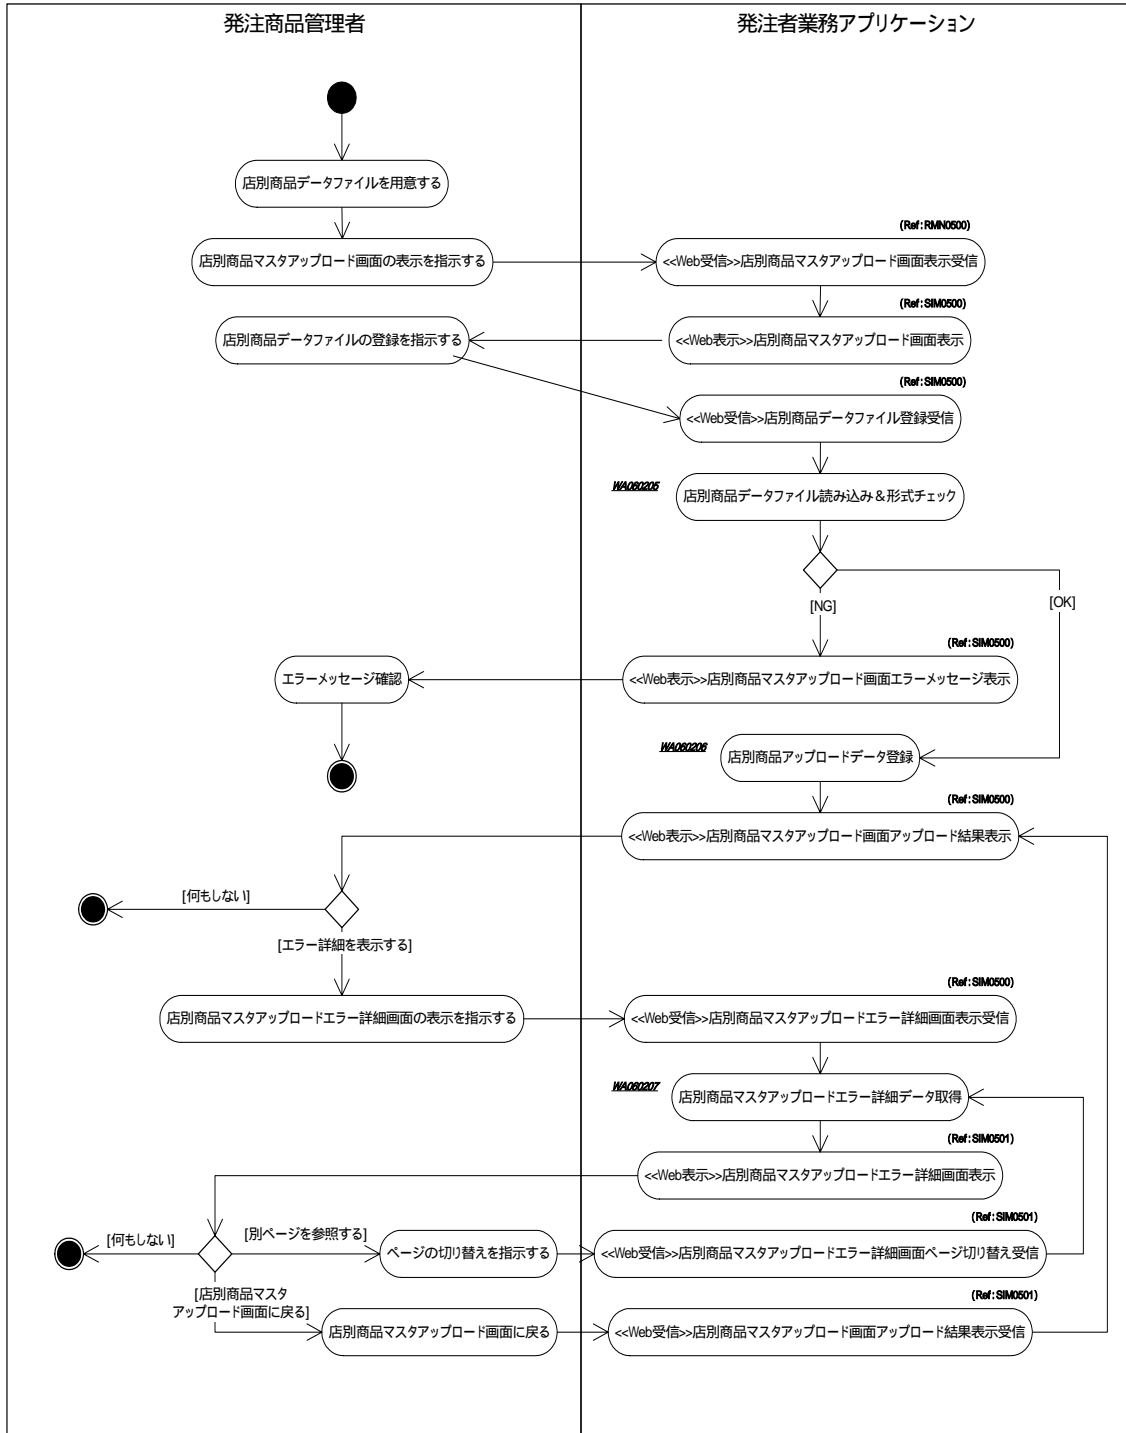 発注商品管理者
発注者業務アプリケーション
店別商品データファイルを用意する
(Ref:RMN0500)
店別商品マスタアップロード画面の表示を指示する
<<Web受信>>店別商品マスタアップロード画面表示受信
(Ref:SIM0500)
店別商品データファイルの登録を指示する
<<Web表示>>店別商品マスタアップロード画面表示
(Ref:SIM0500)
<<Web受信>>店別商品データファイル登録受信
WA060205
店別商品データファイル読み込み＆形式チェック
[NG]
[OK]
(Ref:SIM0500)
エラーメッセージ確認
<<Web表示>>店別商品マスタアップロード画面エラーメッセージ表示
WA060206
店別商品アップロードデータ登録
(Ref:SIM0500)
<<Web表示>>店別商品マスタアップロード画面アップロード結果表示
[何もしない]
[エラー詳細を表示する]
(Ref:SIM0500)
店別商品マスタアップロードエラー詳細画面の表示を指示する
<<Web受信>>店別商品マスタアップロードエラー詳細画面表示受信
WA060207
店別商品マスタアップロードエラー詳細データ取得
(Ref:SIM0501)
<<Web表示>>店別商品マスタアップロードエラー詳細画面表示
(Ref:SIM0501)
[何もしない]
[別ページを参照する]
ページの切り替えを指示する
<<Web受信>>店別商品マスタアップロードエラー詳細画面ページ切り替え受信
[店別商品マスタ
アップロード画面に戻る]
(Ref:SIM0501)
店別商品マスタアップロード画面に戻る
<<Web受信>>店別商品マスタアップロード画面アップロード結果表示受信